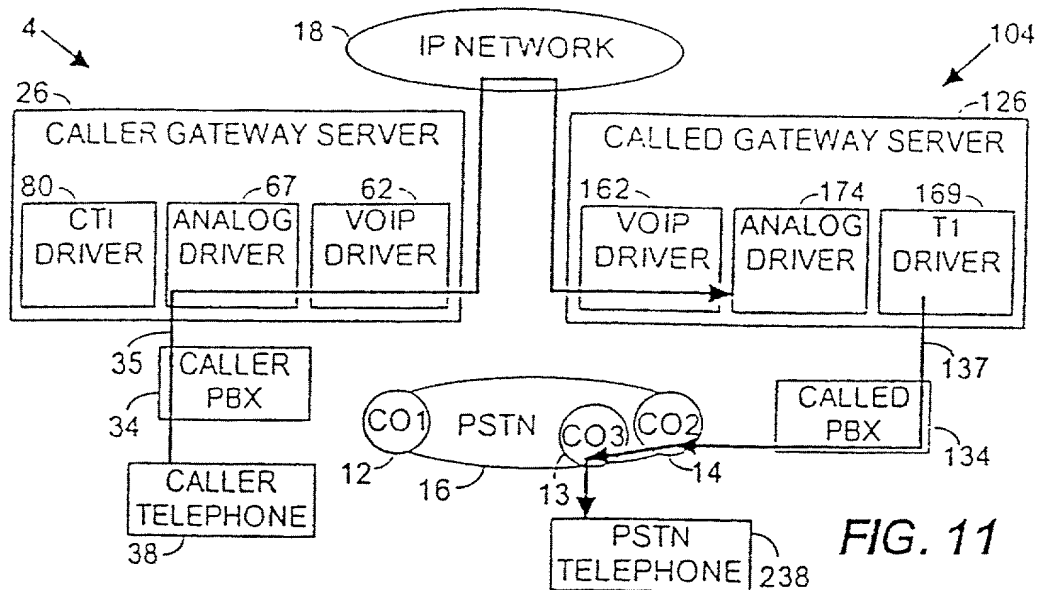 4
18
IP NETWORK
104
26
CALLER GATEWAY SERVER
126
CALLED GATEWAY SERVER
80
CTI
DRIVER
67
ANALOG
DRIVER
62
VOIP
DRIVER
162
VOIP
DRIVER
174
ANALOG
DRIVER
169
T1
DRIVER
35
CALLER
PBX
34
137
CALLED
PBX
134
CO1
PSTN
CO3
CO2
12
16
13
14
CALLER
TELEPHONE
38
PSTN
TELEPHONE
238
FIG. 11